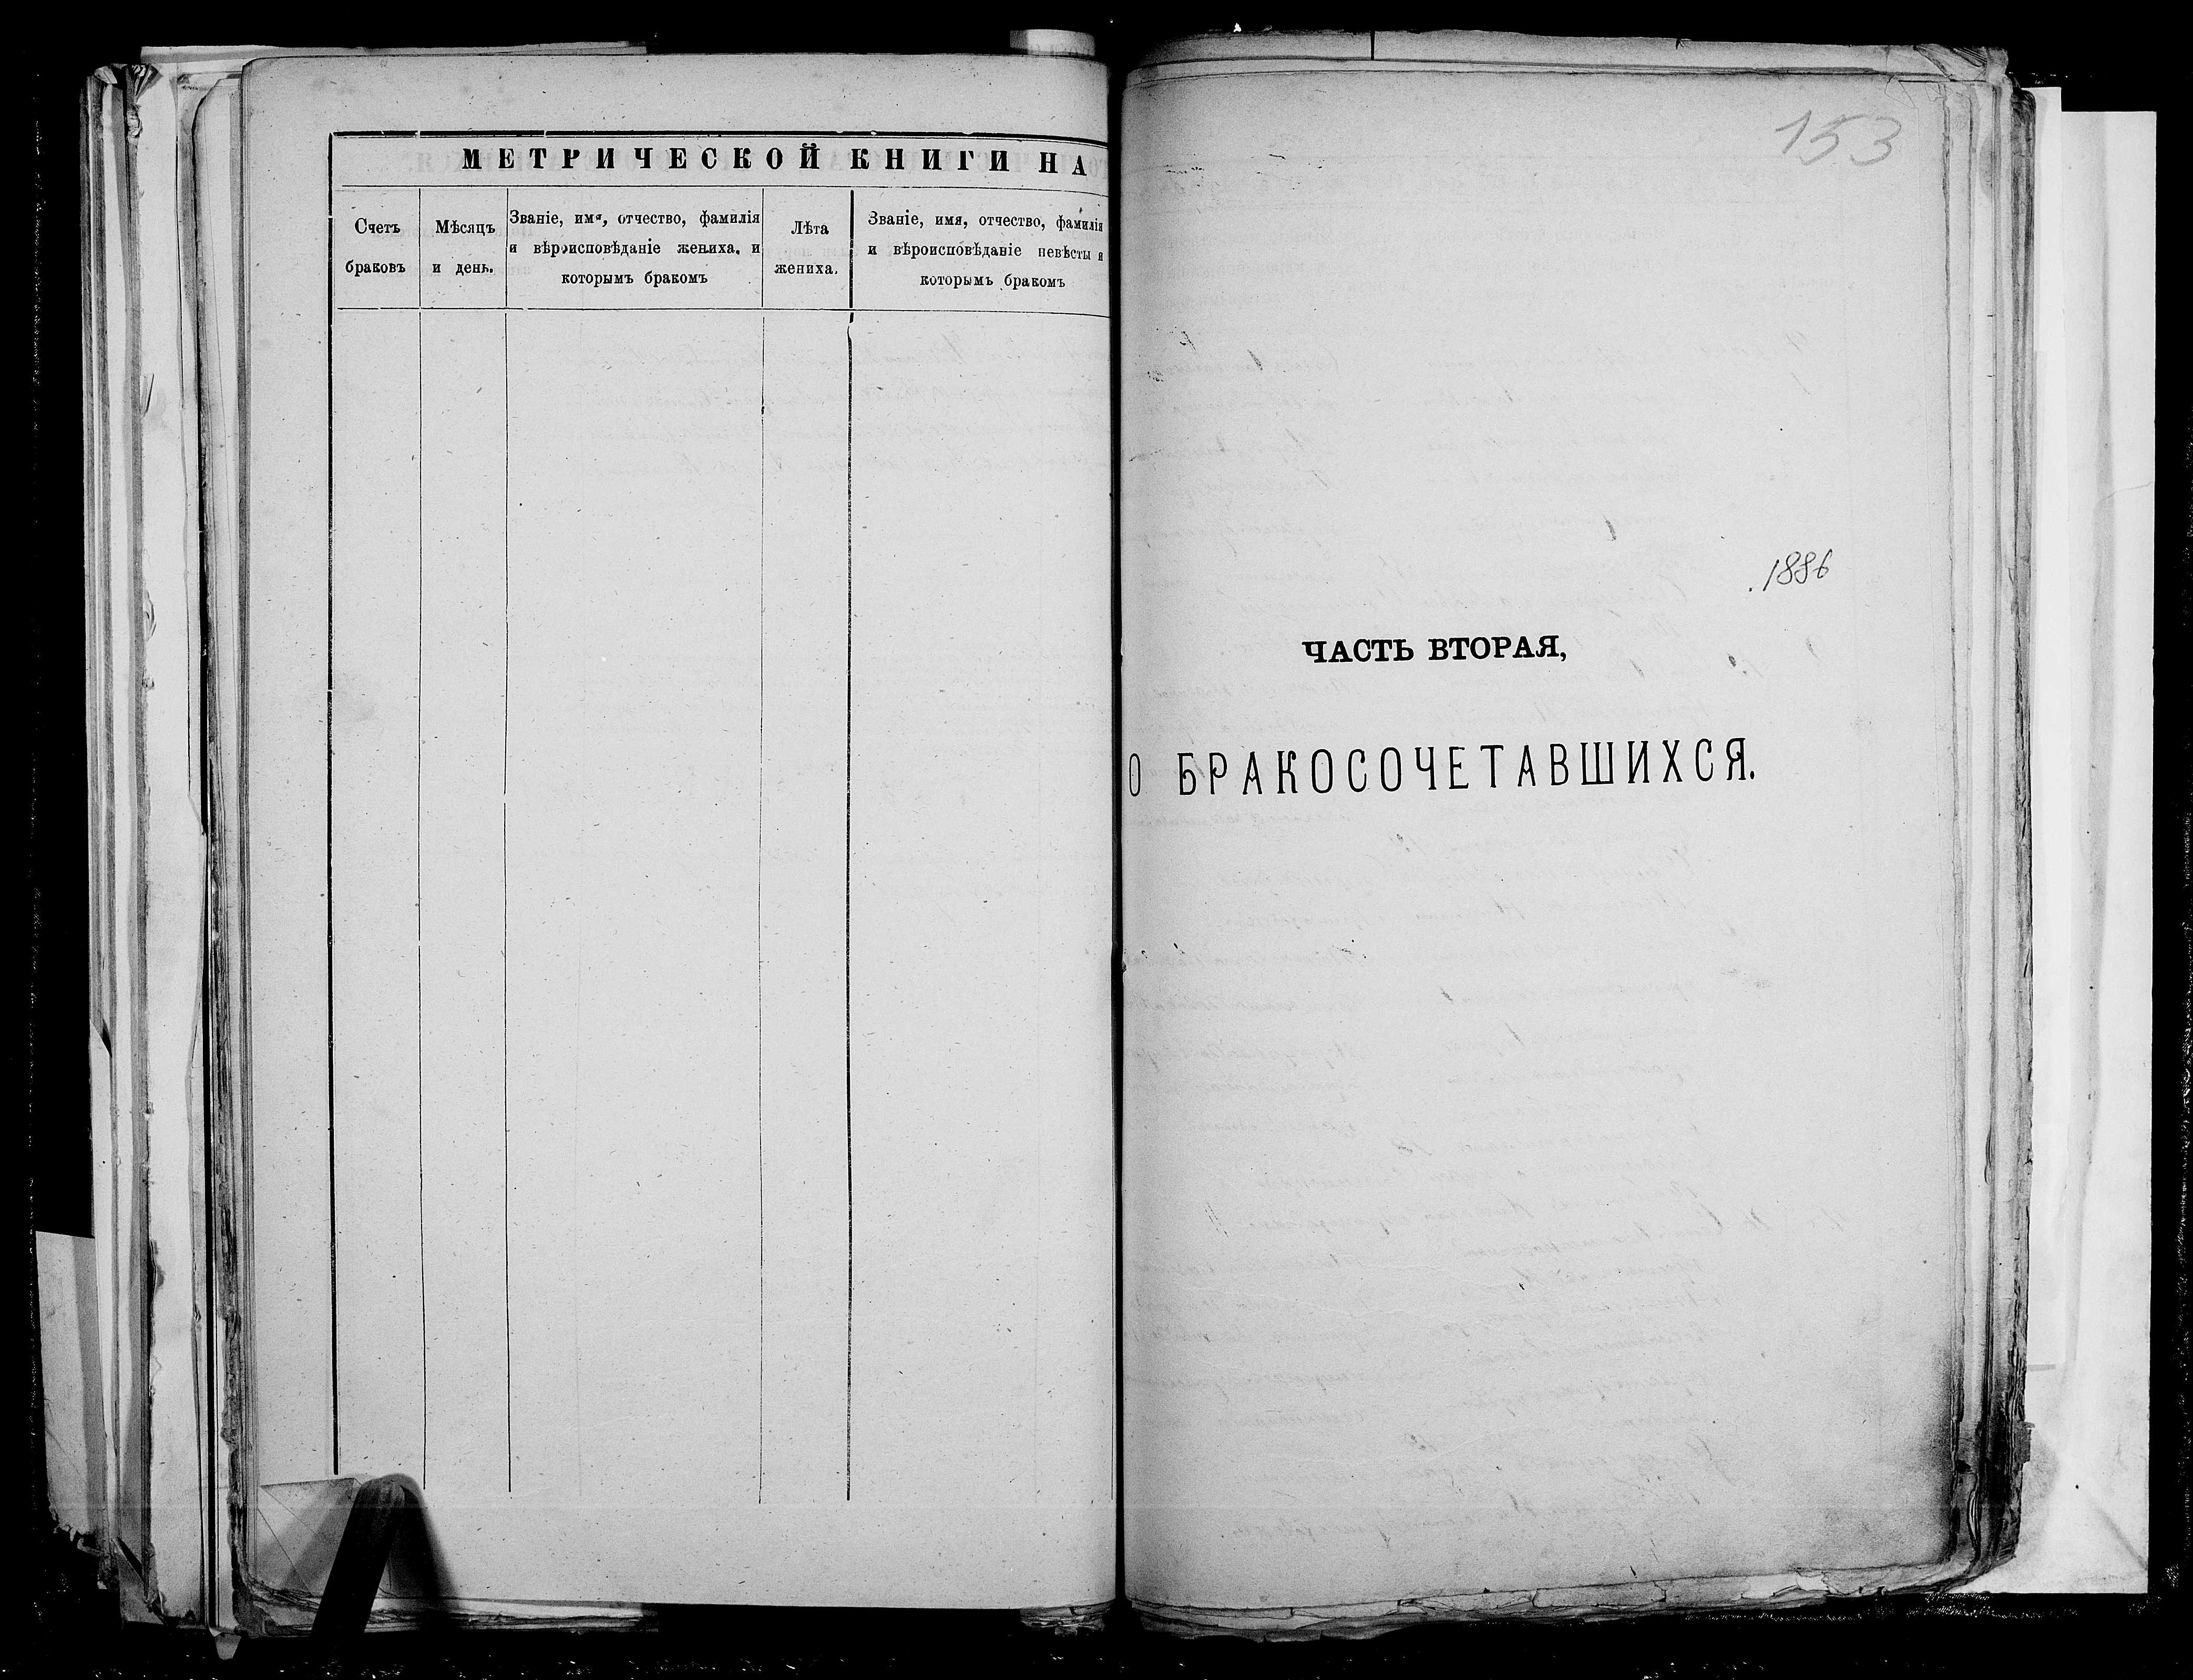 МЕТРИЧЕСКОЙ КНИГИ НА
Счетъ
браковъ
Мѣсяцъ
и день.
Званіе, имя, отчество, фамилія
и вѣроисповѣданіе жениха, и
которымъ бракомъ
Лѣта
жениха.
Званіе, имя, отчество, фамилія
и вѣроисповѣданіе невѣсты и
которымъ бракомъ
153
1886
ЧАСТЬ ВТОРАЯ,
О БРАКОСОЧЕТАВШИХСЯ.